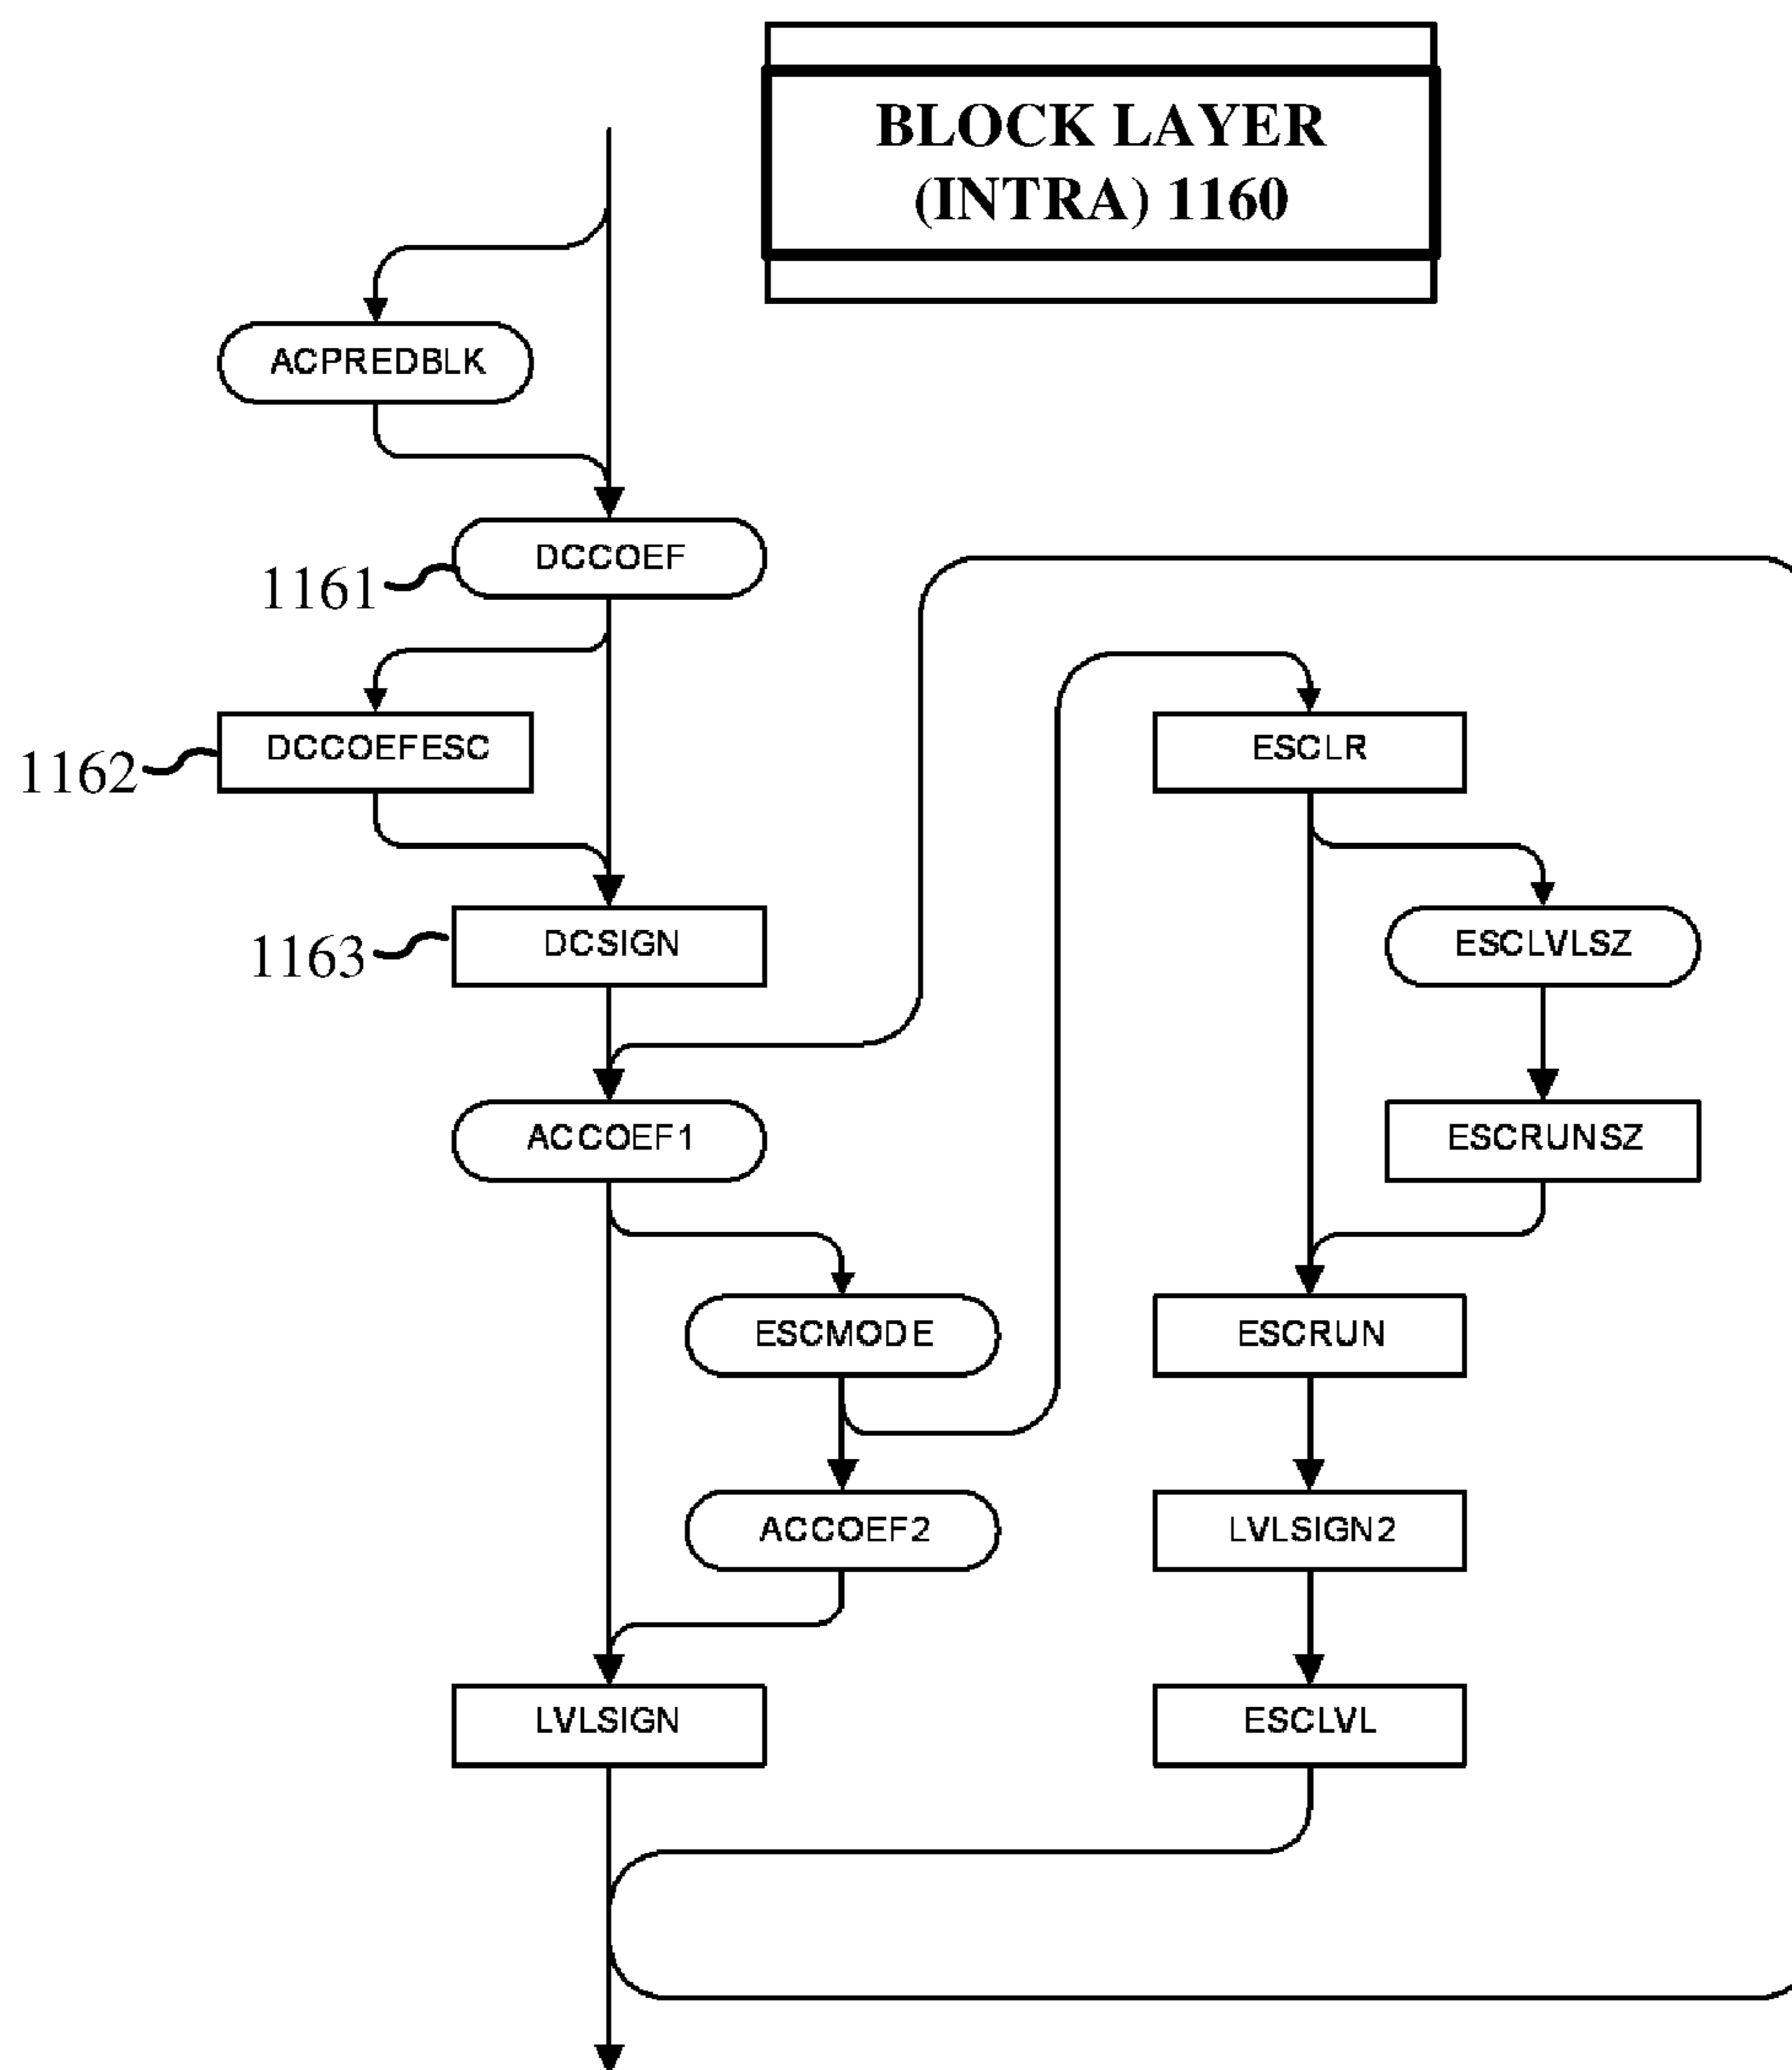 BLOCK LAYER
(INTRA) 1160
ACPREDBLK
DCCOEF
1161
DCCOEFESC
1162
DCSIGN
1163
ACCOEF1
ESCMODE
ACCOEF2
LVLSIGN
ESCLR
ESCLVLSZ
ESCRUNSZ
ESCRUN
LVLSIGN2
ESCLVL